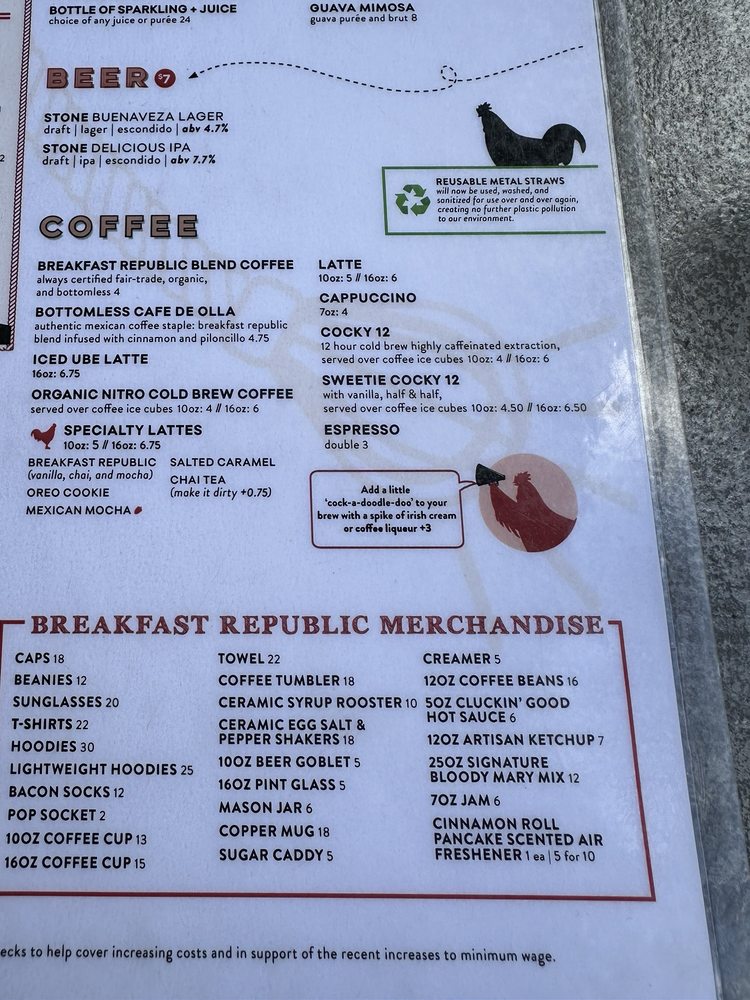 BOTTLE OF SPARKLING + JUICE
choice of any juice or purée 24
GUAVA MIMOSA
guava purée and brut 8
BEER $7
STONE BUENAVEZA LAGER
draft | lager | escondido | abv 4.7%
STONE DELICIOUS IPA
draft | ipa | escondido | abv 7.7%
REUSABLE METAL STRAWS
will now be used, washed, and
sanitized for use over and over again,
creating no further plastic pollution
to our environment.
COFFEE
BREAKFAST REPUBLIC BLEND COFFEE
always certified fair-trade, organic,
and bottomless 4
BOTTOMLESS CAFE DE OLLA
authentic mexican coffee staple: breakfast republic
blend infused with cinnamon and piloncillo 4.75
ICED UBE LATTE
16oz: 6.75
ORGANIC NITRO COLD BREW COFFEE
served over coffee ice cubes 10oz: 4 // 16oz: 6
SPECIALTY LATTES
10oz: 5 // 16oz: 6.75
BREAKFAST REPUBLIC
(vanilla, chai, and mocha)
OREO COOKIE
MEXICAN MOCHA
SALTED CARAMEL
CHAI TEA
(make it dirty +0.75)
LATTE
10oz: 5 // 16oz: 6
CAPPUCCINO
7oz: 4
COCKY 12
12 hour cold brew highly caffeinated extraction,
served over coffee ice cubes 10oz: 4 // 16oz: 6
SWEETIE COCKY 12
with vanilla, half & half,
served over coffee ice cubes 10oz: 4.50 // 16oz: 6.50
ESPRESSO
double 3
Add a little
'cock-a-doodle-doo' to your
brew with a spike of irish cream
or coffee liqueur +3
BREAKFAST REPUBLIC MERCHANDISE
CAPS 18
BEANIES 12
SUNGLASSES 20
T-SHIRTS 22
HOODIES 30
LIGHTWEIGHT HOODIES 25
BACON SOCKS 12
POP SOCKET 2
10OZ COFFEE CUP 13
16OZ COFFEE CUP 15
TOWEL 22
COFFEE TUMBLER 18
CERAMIC SYRUP ROOSTER 10
CERAMIC EGG SALT &
PEPPER SHAKERS 18
10OZ BEER GOBLET 5
16OZ PINT GLASS 5
MASON JAR 6
COPPER MUG 18
SUGAR CADDY 5
CREAMER 5
12OZ COFFEE BEANS 16
5OZ CLUCKIN' GOOD
HOT SAUCE 6
12OZ ARTISAN KETCHUP 7
25OZ SIGNATURE
BLOODY MARY MIX 12
7OZ JAM 6
CINNAMON ROLL
PANCAKE SCENTED AIR
FRESHENER 1 ea | 5 for 10
ecks to help cover increasing costs and in support of the recent increases to minimum wage.